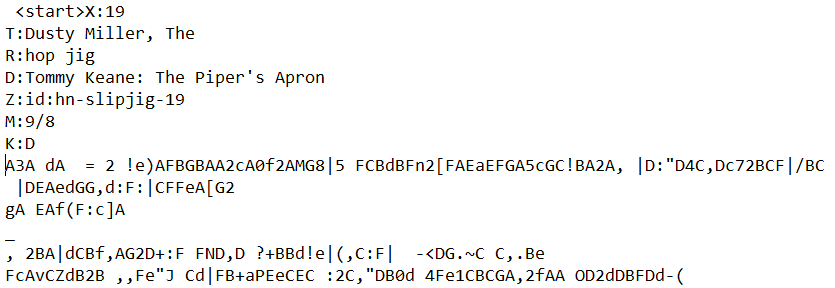 <start>X:19
T:Dusty Miller, The
R:hop jig
D:Tommy Keane: The Piper's Apron
Z:id:hn-slipjig-19
M:9/8
K:D
A3A dA  = 2 !e)AFBGBAA2cA0f2AMG8|5 FCBdBFn2[FAEaEFGA5cGC!BA2A, |D:"D4C,Dc72BCF|/BC
|DEAedGG,d:F:|CFFeA[G2
gA EAf(F:c]A
_
, 2BA|dCBf,AG2D+:F FND,D ?+BBd!e|(,C:F|  -<DG.~C C,.Be
FcAvCZdB2B ,,Fe"J Cd|FB+aPEeCEC :2C,"DB0d 4Fe1CBCGA,2fAA OD2dDBFDd-(